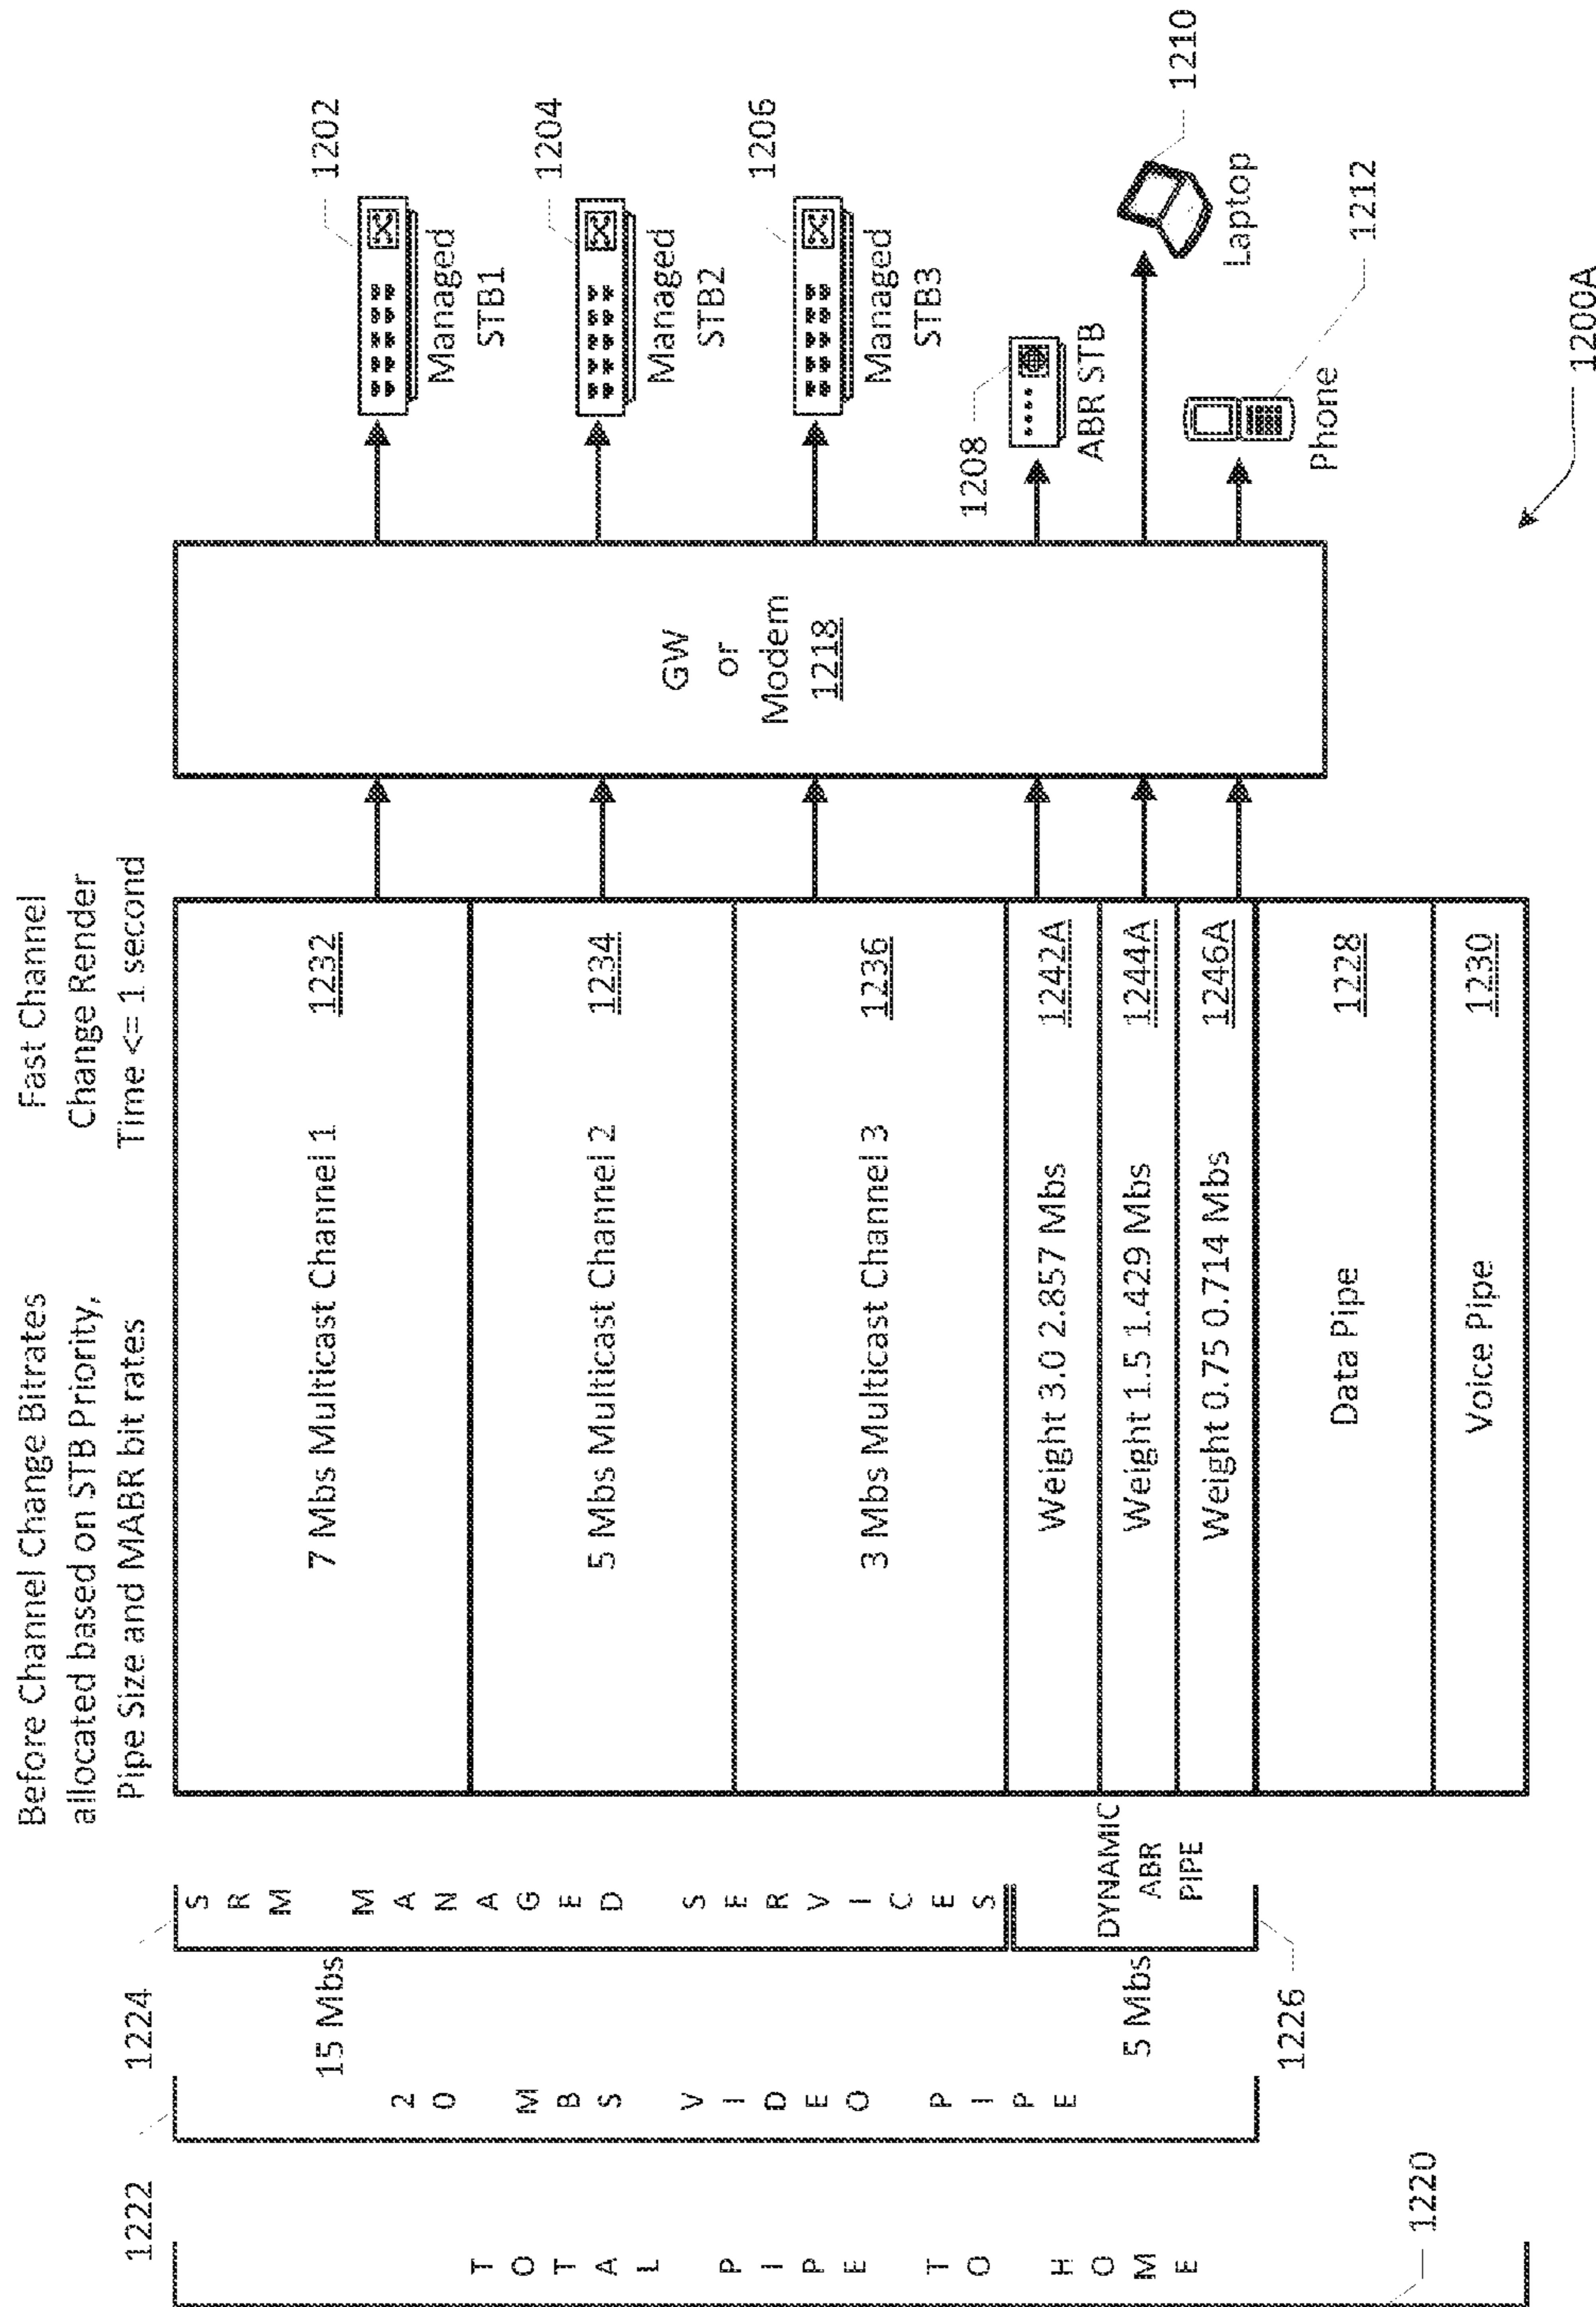 Before Channel Change Bitrates
allocated based on STB Priority,
Pipe Size and MABR bit rates
Fast Channel
Change Render
Time <= 1 second
1222
1224
TOTAL PIPE TO HOME
20 MBS VIDEO PIPE
15 Mbs
SRM MANAGED SERVICES
5 Mbs
DYNAMIC
ABR
PIPE
1226
1220
7 Mbs Multicast Channel 1 1232
5 Mbs Multicast Channel 2 1234
3 Mbs Multicast Channel 3 1236
Weight 3.0 2.857 Mbs 1242A
Weight 1.5 1.429 Mbs 1244A
Weight 0.75 0.714 Mbs 1246A
Data Pipe 1228
Voice Pipe 1230
GW
or
Modem
1218
1202
Managed
STB1
1204
Managed
STB2
1206
Managed
STB3
1208
ABR STB
1210
Laptop
1212
Phone
1200A